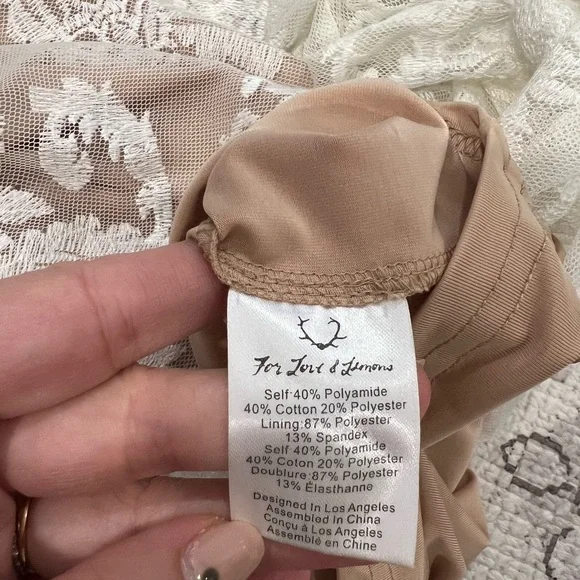 For Love & Lemons
Self:40% Polyamide
40% Cotton 20% Polyester
Lining:87% Polyester
13% Spandex
Self:40% Polyamide
40% Coton 20% Polyester
Doublure:87% Polyester
13% Élasthanne
Designed In Los Angeles
Assembled In China
Conçu à Los Angeles
Assemblé en Chine